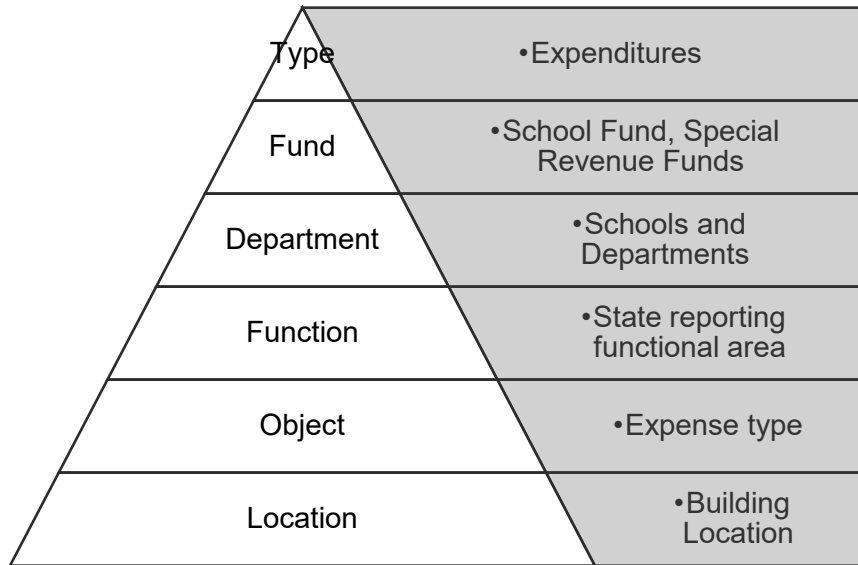 Type
•Expenditures
Fund
•School Fund, Special
Revenue Funds
Department
•Schools and
Departments
Function
•State reporting
functional area
Object
•Expense type
Location
•Building
Location